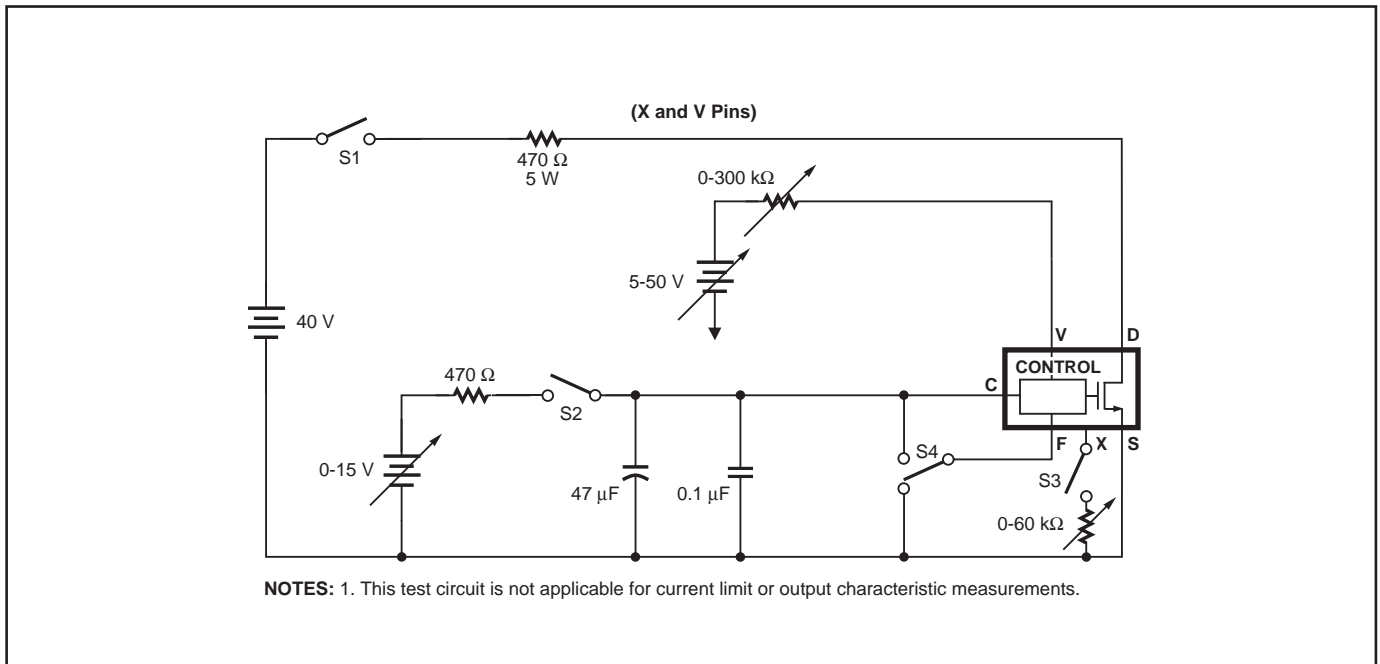 (X and V Pins)
S1
470 Ω
5 W
0-300 kΩ
5-50 V
40 V
V
D
CONTROL
C
470 Ω
S2
F
X
S
S4
S3
0-15 V
47 μF
0.1 μF
0-60 kΩ
NOTES: 1. This test circuit is not applicable for current limit or output characteristic measurements.